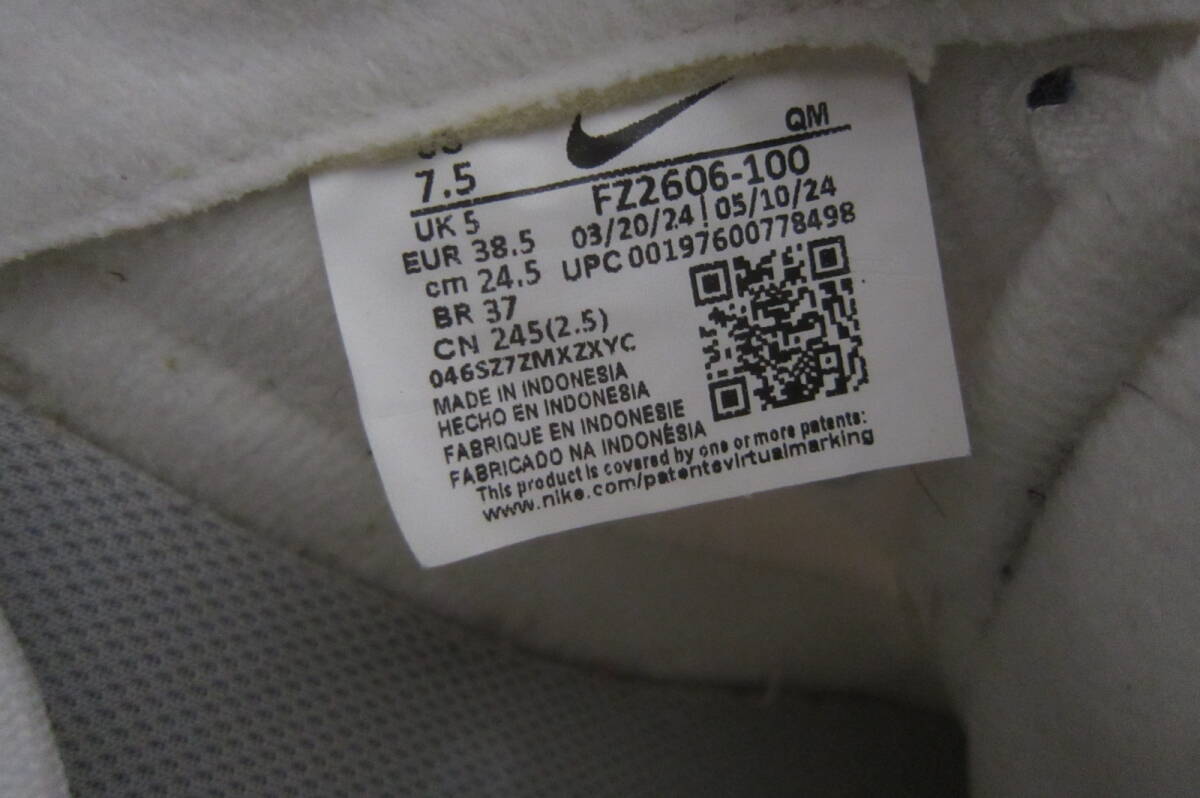 US QM
7.5 FZ2606-100
UK 5 03/20/24 | 05/10/24
EUR 38.5 UPC 00197600778498
cm 24.5
BR 37
CN 245(2.5)
046SZ7ZMXZXYC
MADE IN INDONESIA
HECHO EN INDONESIA
FABRIQUE EN INDONESIE
FABRICADO NA INDONÉSIA
This product is covered by one or more patents:
www.nike.com/patentsvirtualmarking